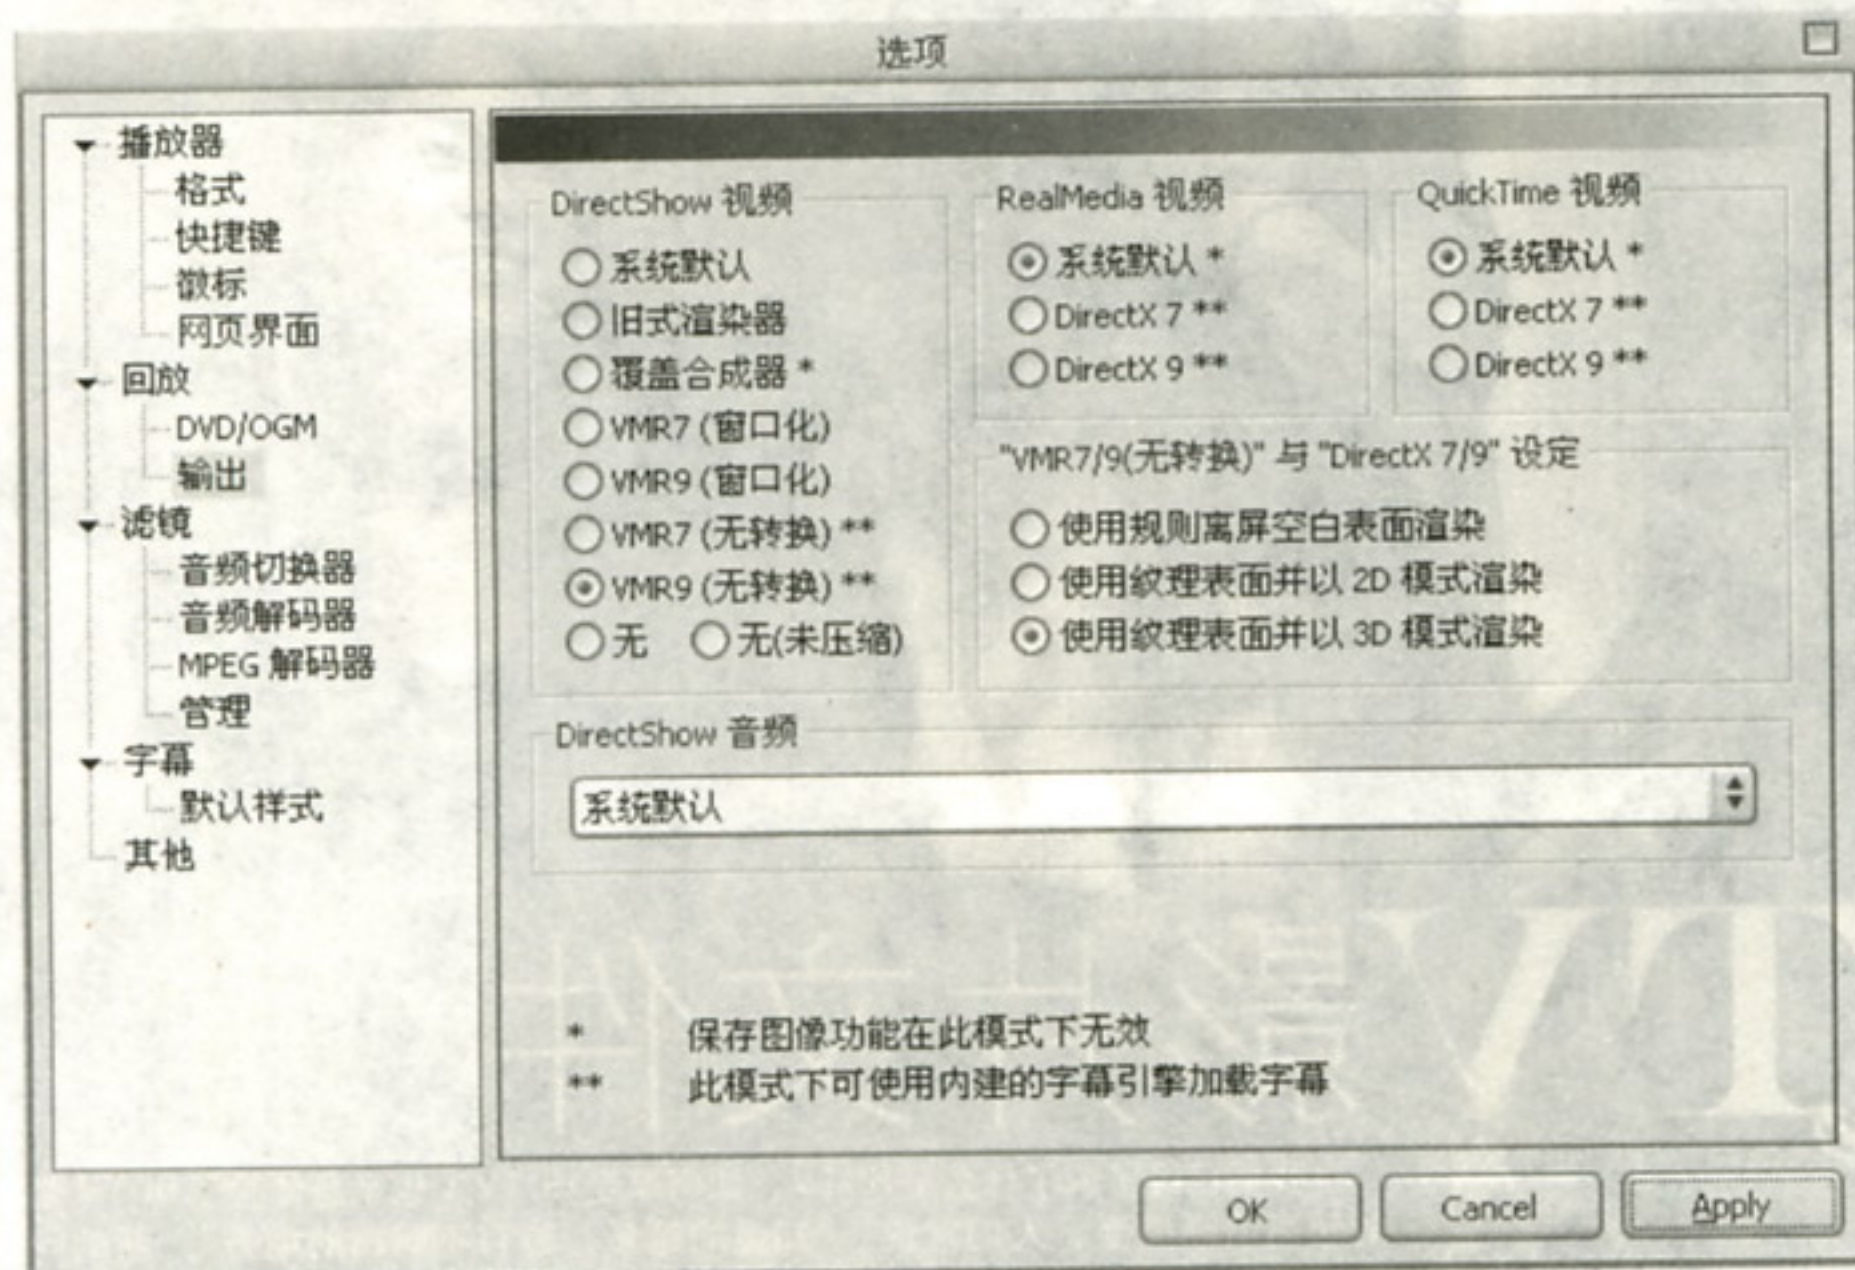 选项
播放器
格式
快捷键
徽标
网页界面
回放
DVD/OGM
输出
滤镜
音频切换器
音频解码器
MPEG 解码器
管理
字幕
默认样式
其他
DirectShow 视频
系统默认
旧式渲染器
覆盖合成器 *
VMR7 (窗口化)
VMR9 (窗口化)
VMR7 (无转换) **
VMR9 (无转换) **
无 无(未压缩)
RealMedia 视频
系统默认 *
DirectX 7 **
DirectX 9 **
QuickTime 视频
系统默认 *
DirectX 7 **
DirectX 9 **
"VMR7/9(无转换)" 与 "DirectX 7/9" 设定
使用规则离屏空白表面渲染
使用纹理表面并以 2D 模式渲染
使用纹理表面并以 3D 模式渲染
DirectShow 音频
系统默认
* 保存图像功能在此模式下无效
** 此模式下可使用内建的字幕引擎加载字幕
OK Cancel Apply